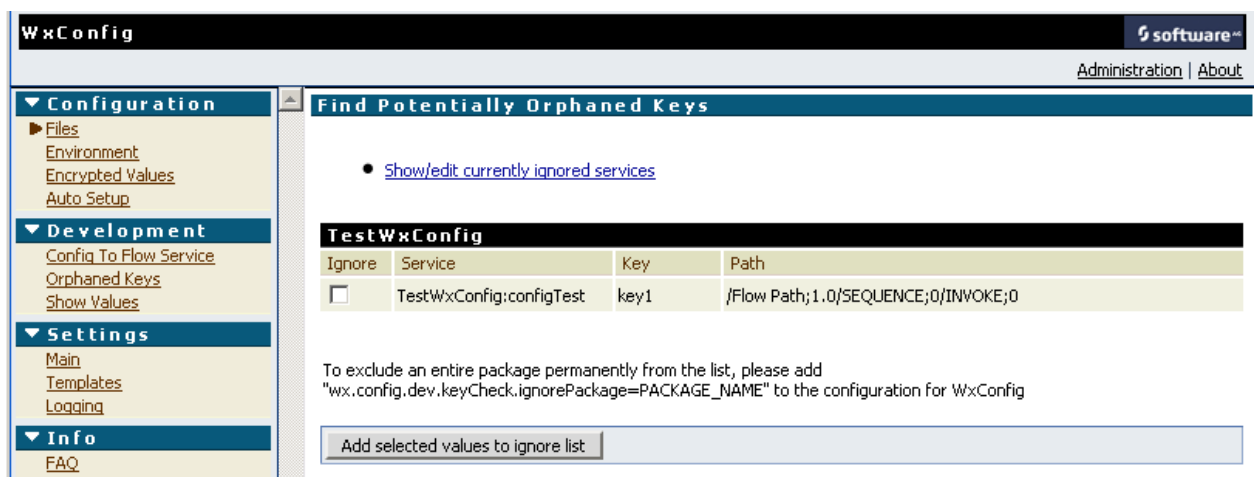 WxConfig
software AG
Administration | About
Configuration
Files
Environment
Encrypted Values
Auto Setup
Development
Config To Flow Service
Orphaned Keys
Show Values
Settings
Main
Templates
Logging
Info
FAQ
Find Potentially Orphaned Keys
Show/edit currently ignored services
TestWxConfig
Ignore Service Key Path
TestWxConfig:configTest key1 /Flow Path;1.0/SEQUENCE;0/INVOKE;0
To exclude an entire package permanently from the list, please add
"wx.config.dev.keyCheck.ignorePackage=PACKAGE_NAME" to the configuration for WxConfig
Add selected values to ignore list